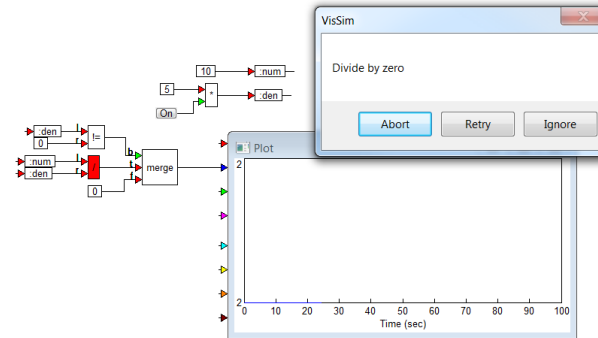 VisSim
Divide by zero
Abort Retry Ignore
10 :num
5 * :den
On
:den l != 
0 r
:num l /
:den r
b
t merge
f
0
Plot
2
2
0 10 20 30 40 50 60 70 80 90 100
Time (sec)